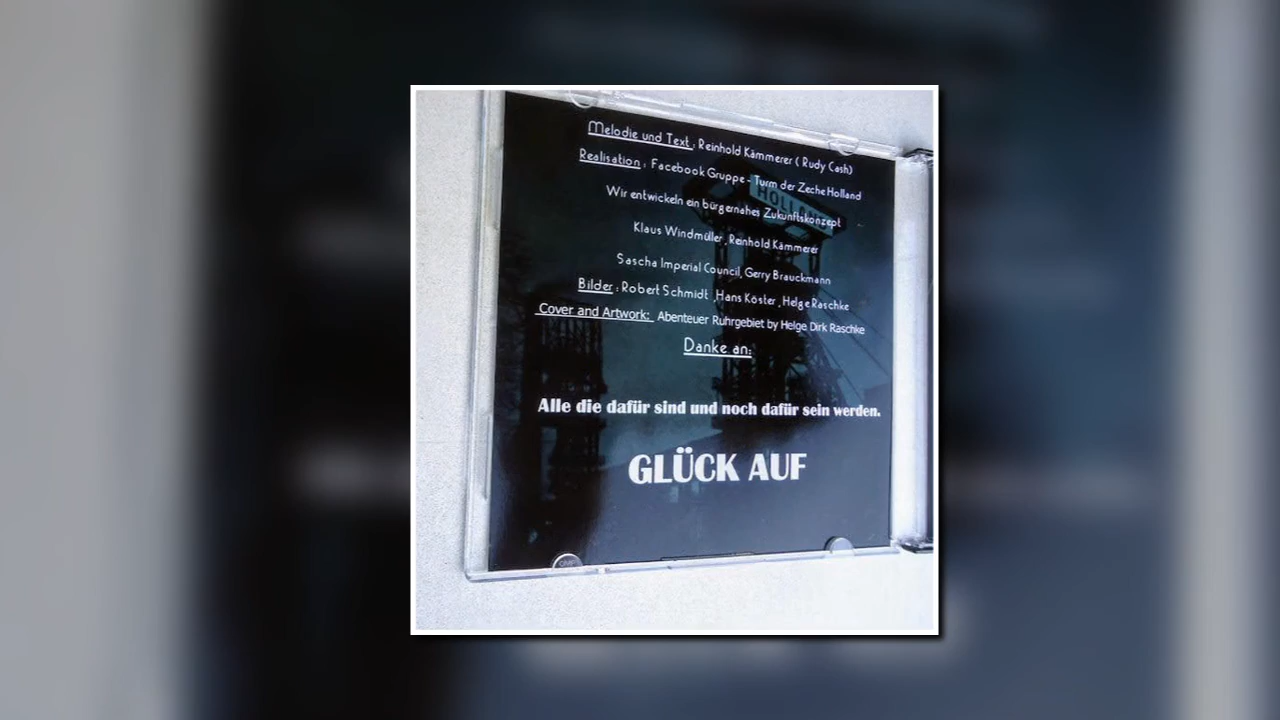 Melodie und Text : Reinhold Kämmerer ( Rudy Cash)
Realisation : Facebook Gruppe - Turm der Zeche Holland
HOLLAND
Wir entwickeln ein bürgernahes Zukunftskonzept
Klaus Windmüller , Reinhold Kämmerer
Sascha Imperial Council, Gerry Brauckmann
Bilder : Robert Schmidt , Hans Köster , Helge Raschke
Cover and Artwork: Abenteuer Ruhrgebiet by Helge Dirk Raschke
Danke an:
Alle die dafür sind und noch dafür sein werden.
GLÜCK AUF